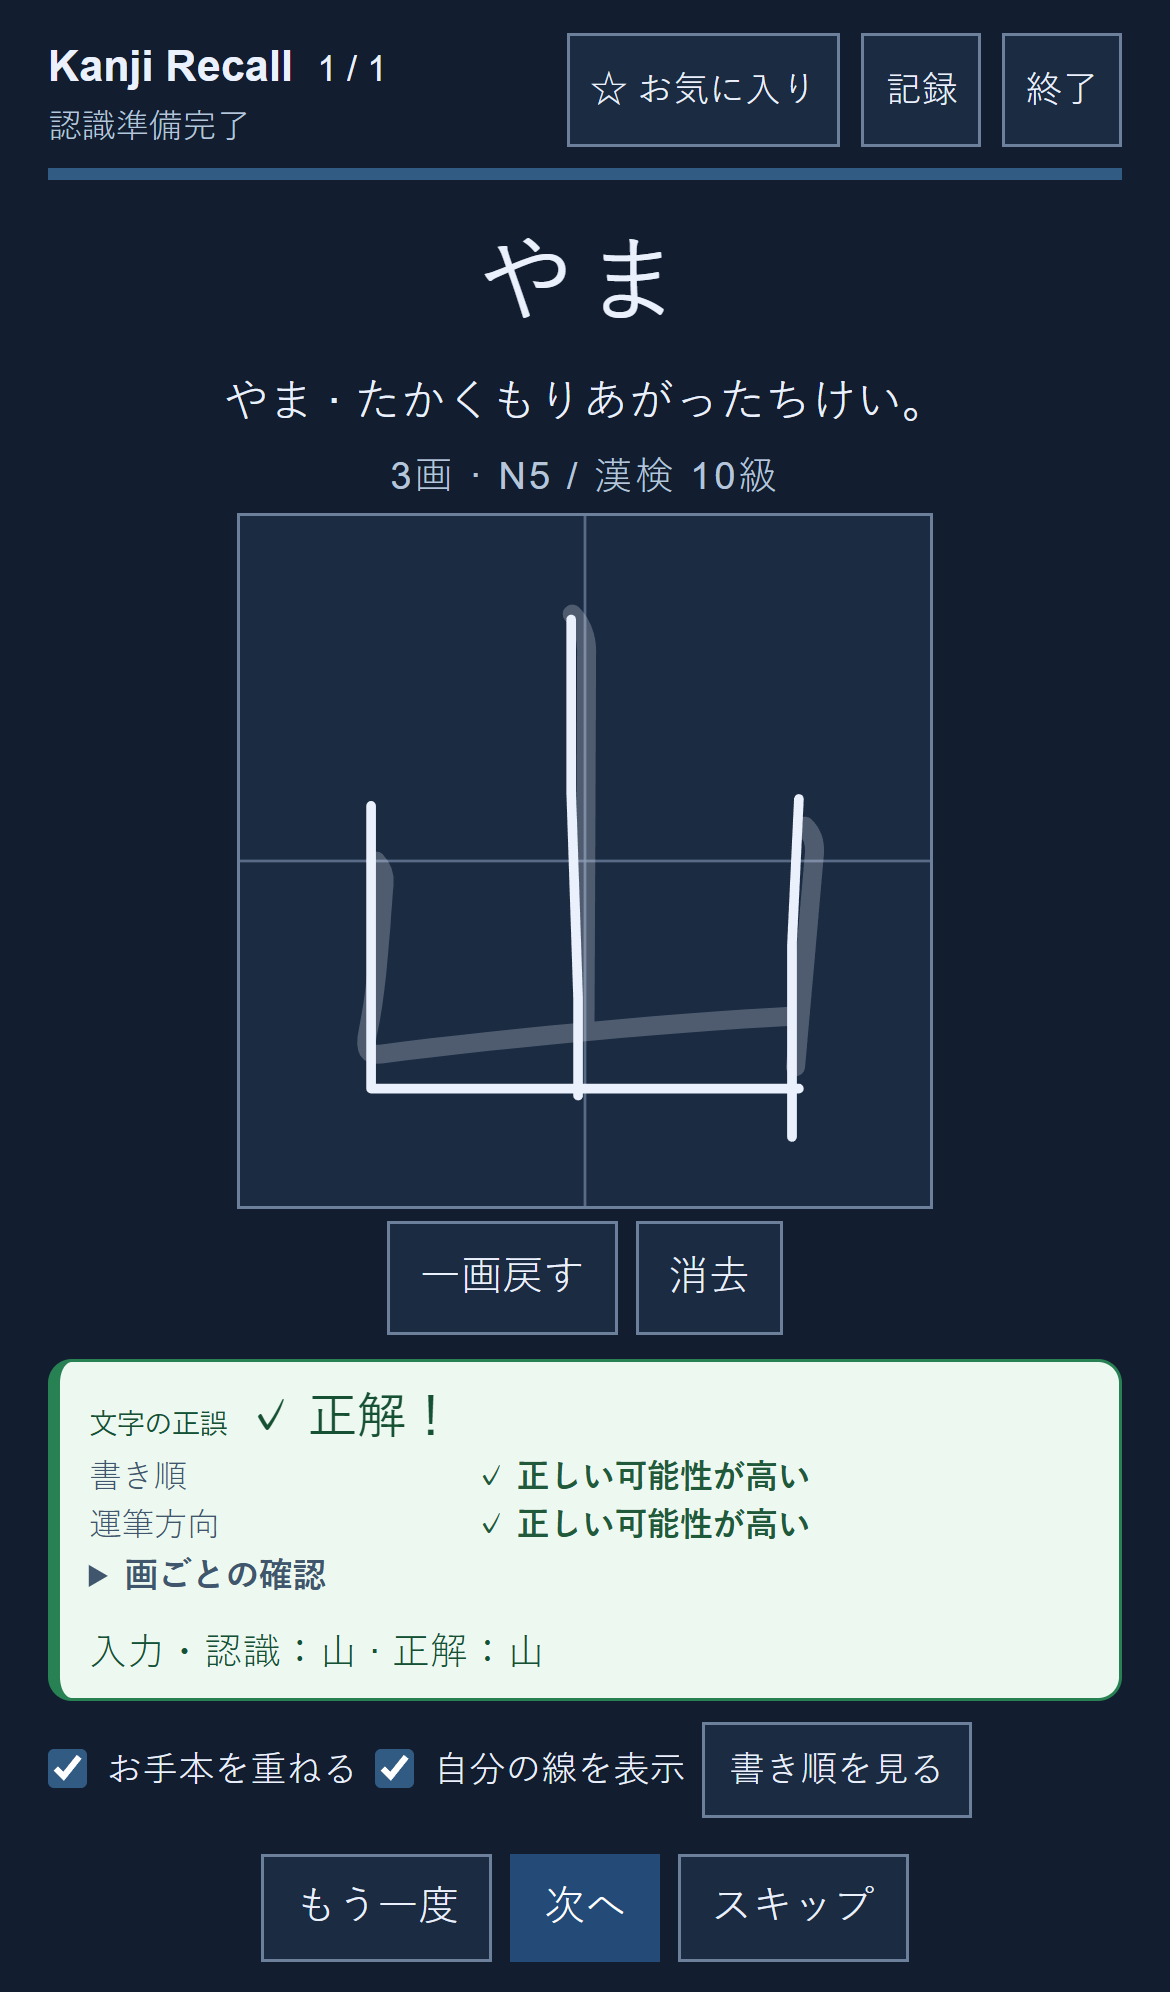 Kanji Recall 1 / 1
認識準備完了
☆ お気に入り
記録
終了
やま
やま · たかくもりあがったちけい。
3画 · N5 / 漢検 10級
山
一画戻す
消去
文字の正誤 ✓ 正解！
書き順 ✓ 正しい可能性が高い
運筆方向 ✓ 正しい可能性が高い
▶ 画ごとの確認
入力・認識：山 · 正解：山
お手本を重ねる
自分の線を表示
書き順を見る
もう一度
次へ
スキップ